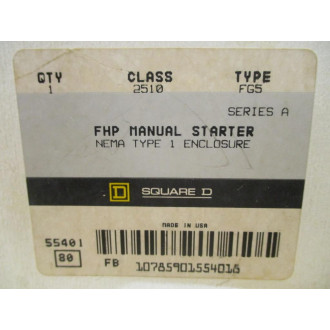 QTY CLASS TYPE
1 2510 FG5
SERIES A
FHP MANUAL STARTER
NEMA TYPE 1 ENCLOSURE
D SQUARE D
MADE IN USA
55401
80
FB 10785901554018